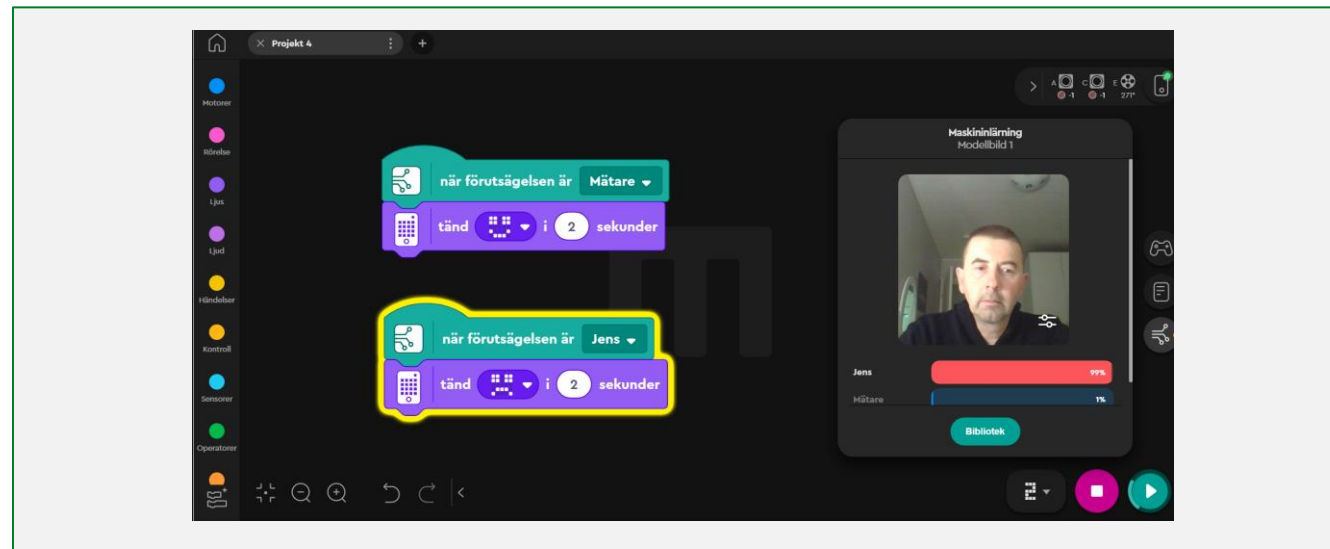 Projekt 4
Motorer
Rörelse
Ljus
Ljud
Händelser
Kontroll
Sensorer
Operatorer
när förutsägelsen är Mätare
tänd i 2 sekunder
när förutsägelsen är Jens
tänd i 2 sekunder
A C E
-1 -1 271°
Maskininlärning
Modellbild 1
Jens 99%
Mätare 1%
Bibliotek